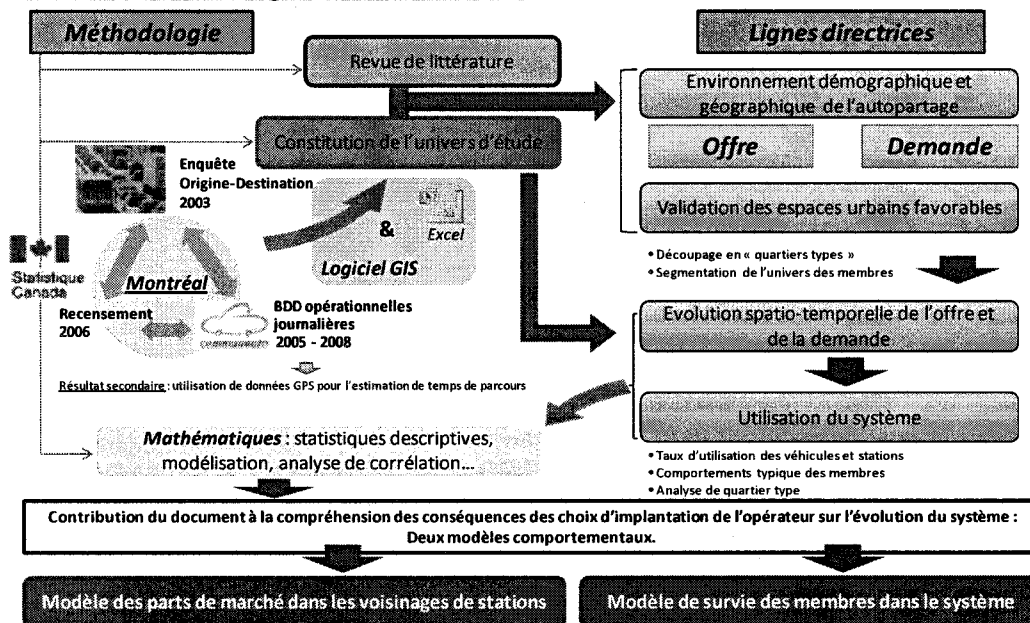 Méthodologie
Lignes directrices
Revue de littérature
Constitution de l'univers d'étude
Enquête
Origine-Destination
2003
&
Excel
Logiciel GIS
Statistique
Canada
Montréal
Recensement
2006
BDD opérationnelles
journalières
2005 - 2008
Résultat secondaire : utilisation de données GPS pour l'estimation de temps de parcours
Mathématiques : statistiques descriptives,
modélisation, analyse de corrélation...
Environnement démographique et
géographique de l'autopartage
Offre
Demande
Validation des espaces urbains favorables
• Découpage en « quartiers types »
• Segmentation de l'univers des membres
Evolution spatio-temporelle de l'offre et
de la demande
Utilisation du système
• Taux d'utilisation des véhicules et stations
• Comportements typique des membres
• Analyse de quartier type
Contribution du document à la compréhension des conséquences des choix d'implantation de l'opérateur sur l'évolution du système :
Deux modèles comportementaux.
Modèle des parts de marché dans les voisinages de stations
Modèle de survie des membres dans le système